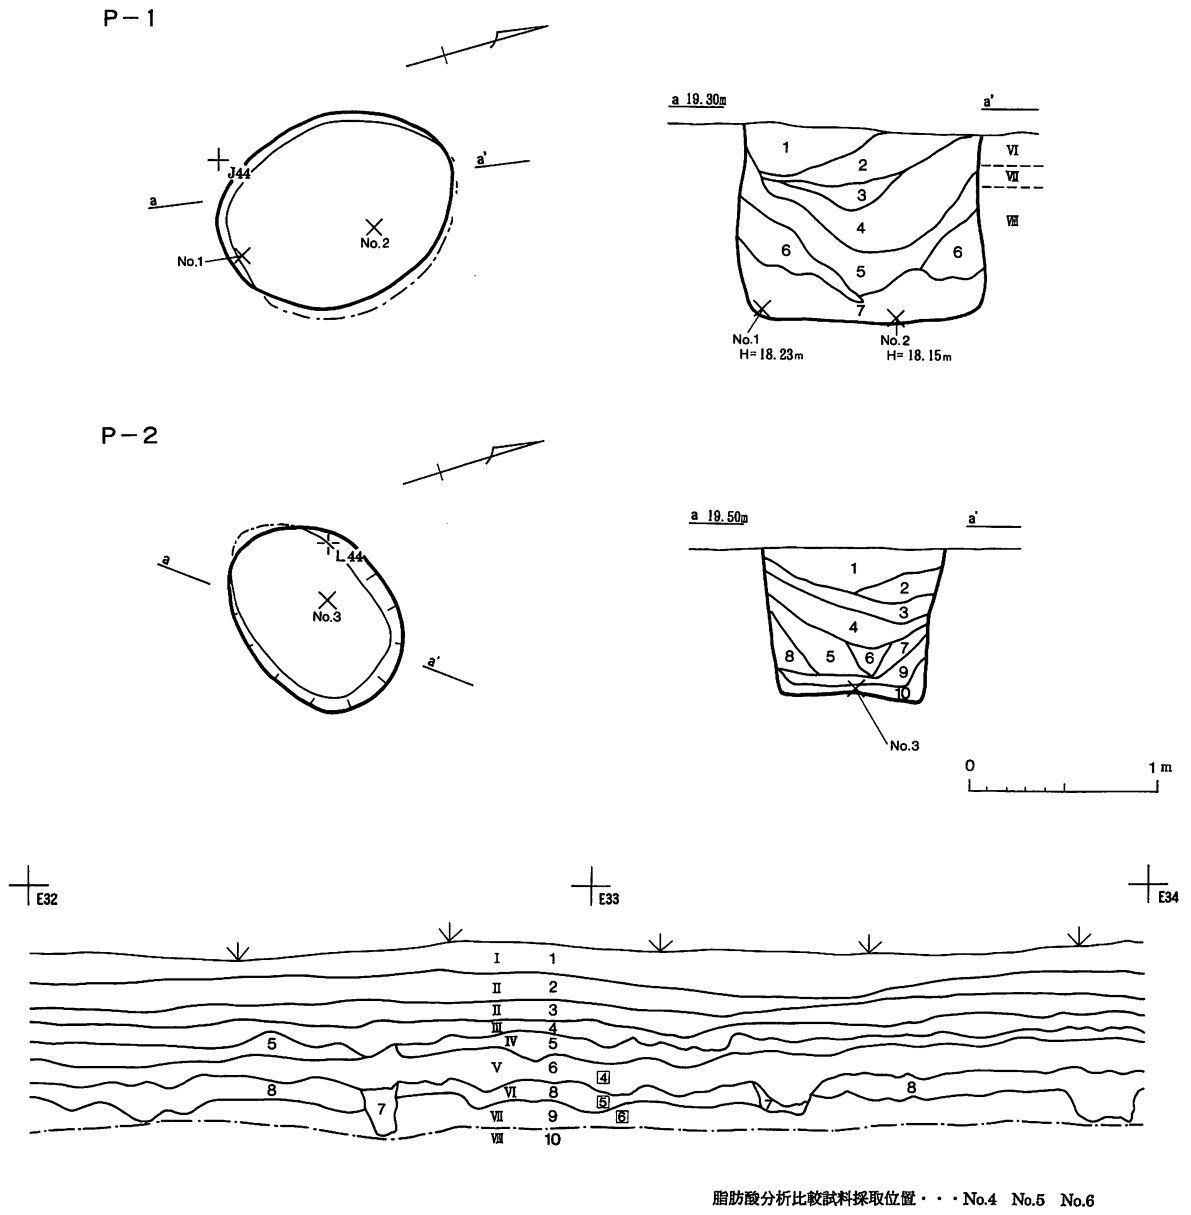 P-1
J44
a
a'
No.1
No.2
a 19.30m
a'
1
2
3
4
5
6
6
7
Ⅵ
Ⅶ
Ⅷ
No.1
H=18.23m
No.2
H=18.15m
P-2
L44
a
a'
No.3
a 19.50m
a'
1
2
3
4
5
6
7
8
9
10
No.3
0 1m
E32 E33 E34
Ⅰ 1
Ⅱ 2
Ⅱ 3
Ⅲ 4
5 Ⅳ 5
Ⅴ 6
4
8 Ⅵ 8 8
5
7 7
Ⅶ 9 6
Ⅷ 10
脂肪酸分析比較試料採取位置・・・No.4 No.5 No.6